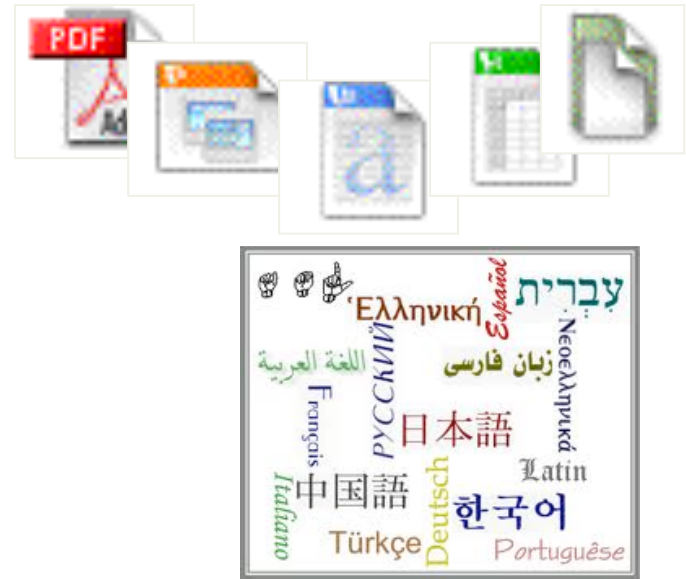 PDF
Ad
a
Ἑλληνική
Español
עִבְרִית
اللغة العربية
РУССКИЙ
زبان فارسی
Νεοελληνικά
Français
日本語
Latin
Italiano
中国語
Deutsch
한국어
Türkçe
Portuguêse